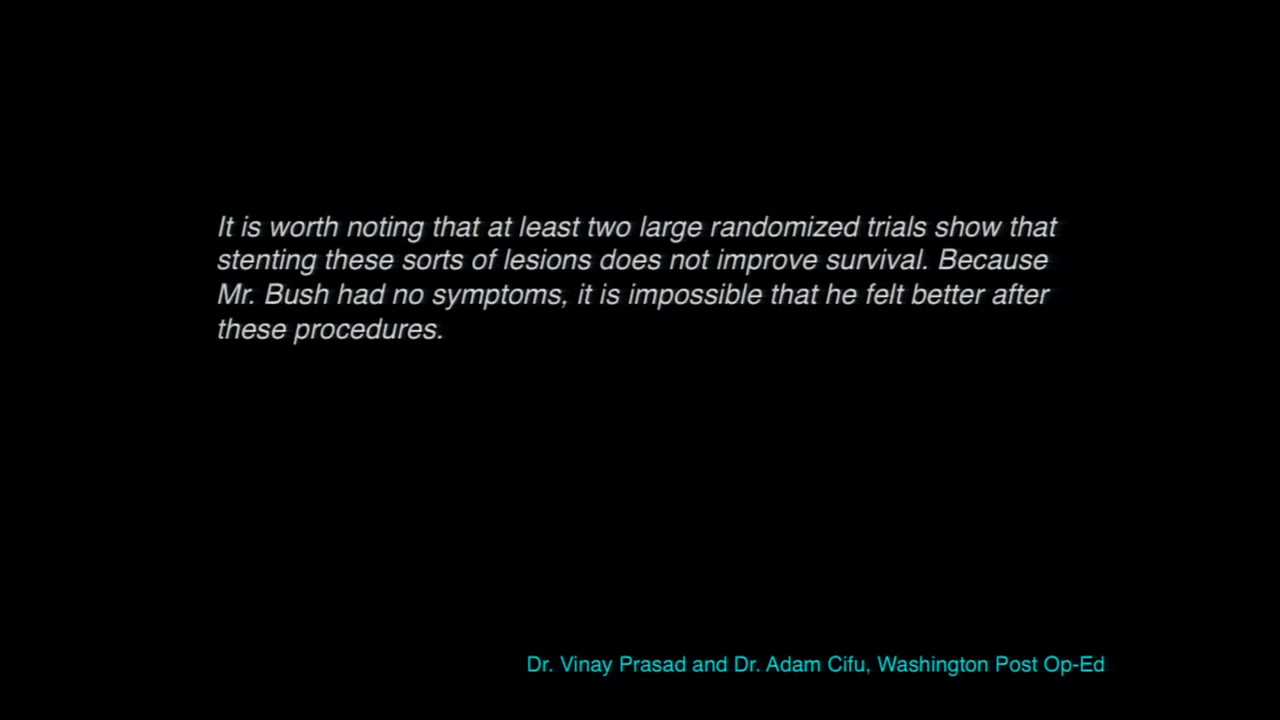 It is worth noting that at least two large randomized trials show that
stenting these sorts of lesions does not improve survival. Because
Mr. Bush had no symptoms, it is impossible that he felt better after
these procedures.
Dr. Vinay Prasad and Dr. Adam Cifu, Washington Post Op-Ed